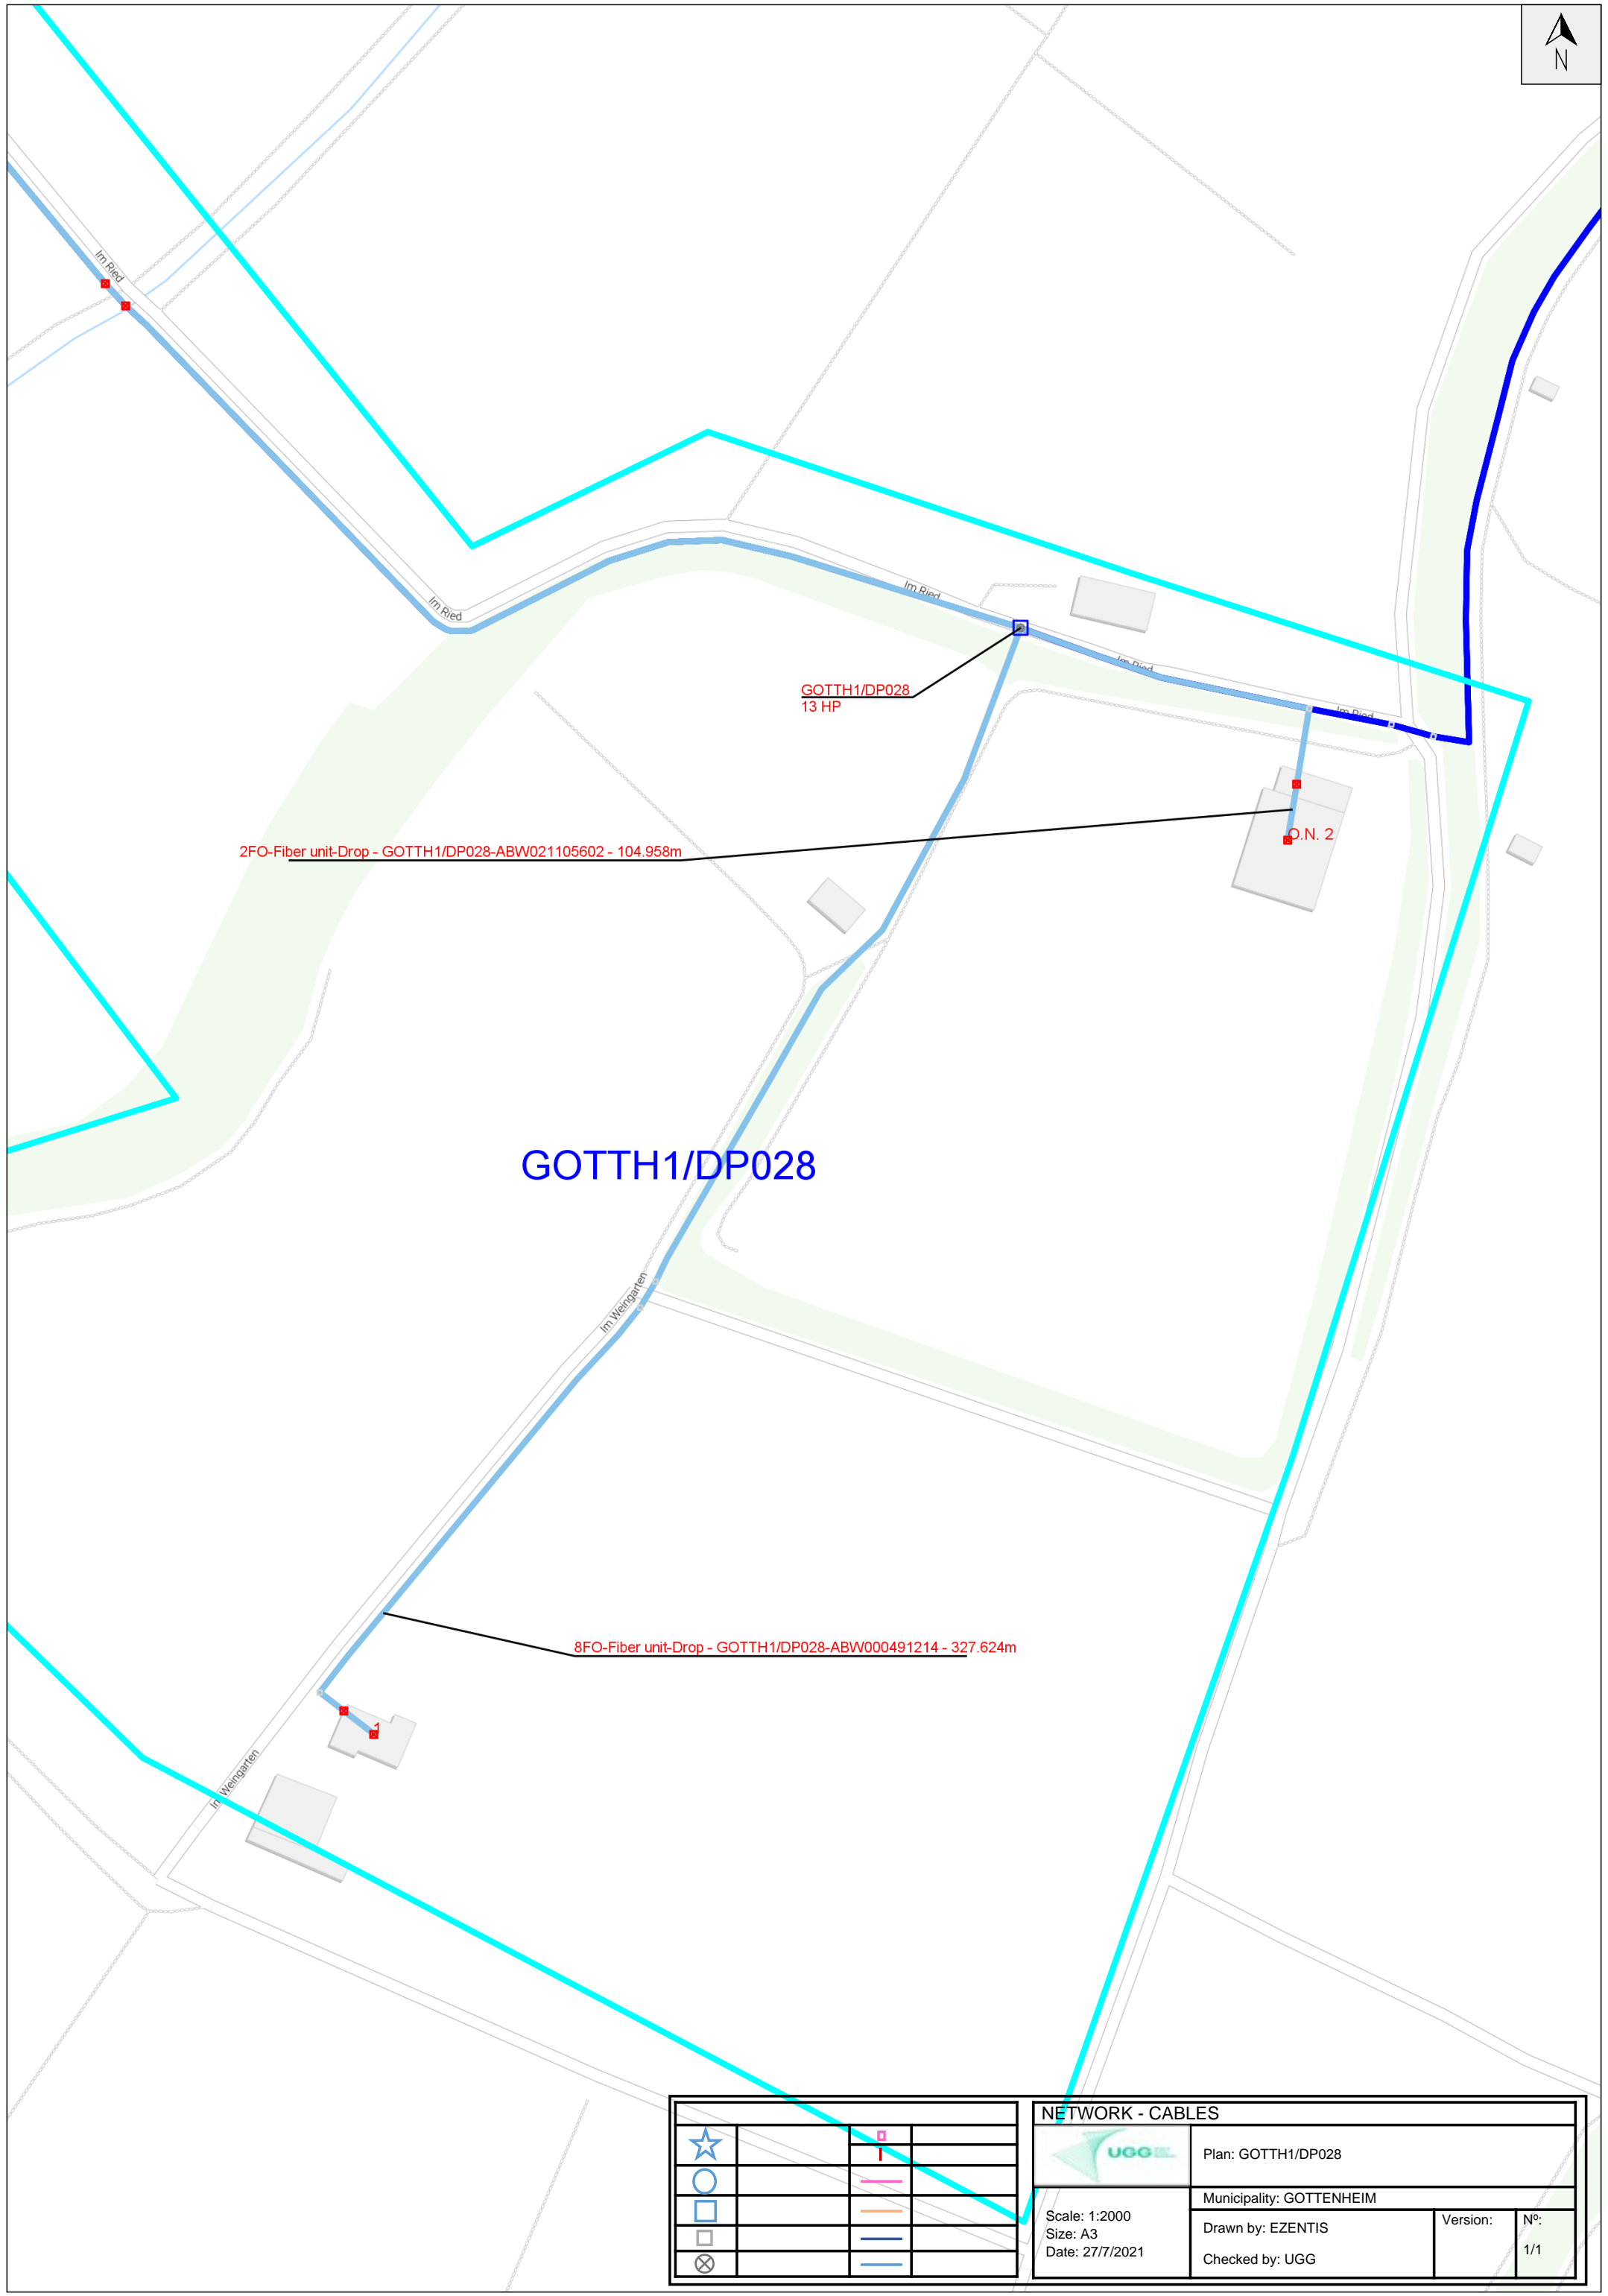 N
Im Ried
Im Ried
Im Ried
GOTTH1/DP028
13 HP
Im Ried
Im Ried
O.N. 2
2FO-Fiber unit-Drop - GOTTH1/DP028-ABW021105602 - 104.958m
GOTTH1/DP028
Im Weingarten
8FO-Fiber unit-Drop - GOTTH1/DP028-ABW000491214 - 327.624m
1
Im Weingarten
NETWORK - CABLES
UGG
Plan: GOTTH1/DP028
Municipality: GOTTENHEIM
Scale: 1:2000
Size: A3
Date: 27/7/2021
Drawn by: EZENTIS
Checked by: UGG
Version:
Nº:
1/1